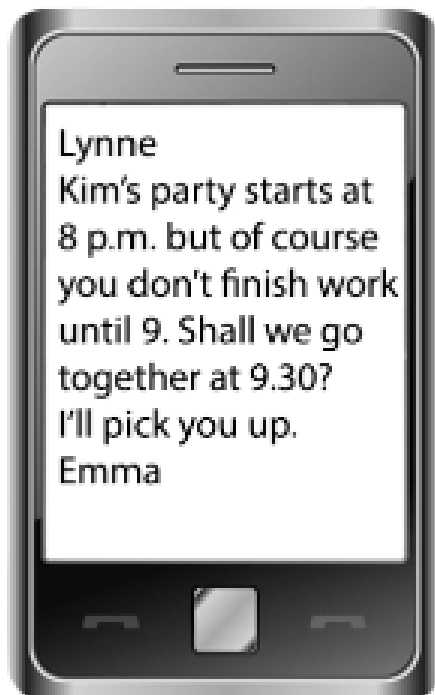 Lynne
Kim's party starts at
8 p.m. but of course
you don't finish work
until 9. Shall we go
together at 9.30?
I'll pick you up.
Emma